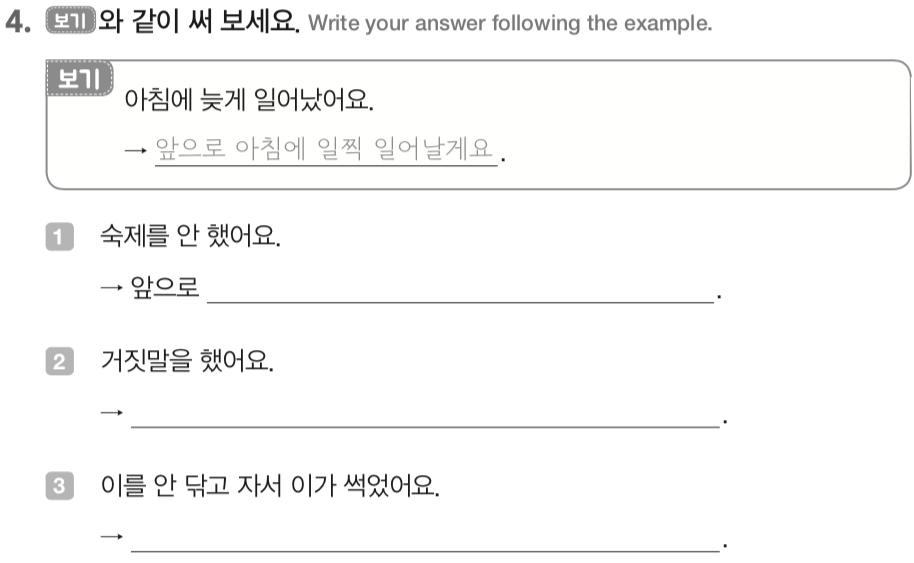 4. 보기 와 같이 써 보세요. Write your answer following the example.
보기
아침에 늦게 일어났어요.
→ 앞으로 아침에 일찍 일어날게요.
1 숙제를 안 했어요.
→ 앞으로 .
2 거짓말을 했어요.
→ .
3 이를 안 닦고 자서 이가 썩었어요.
→ .